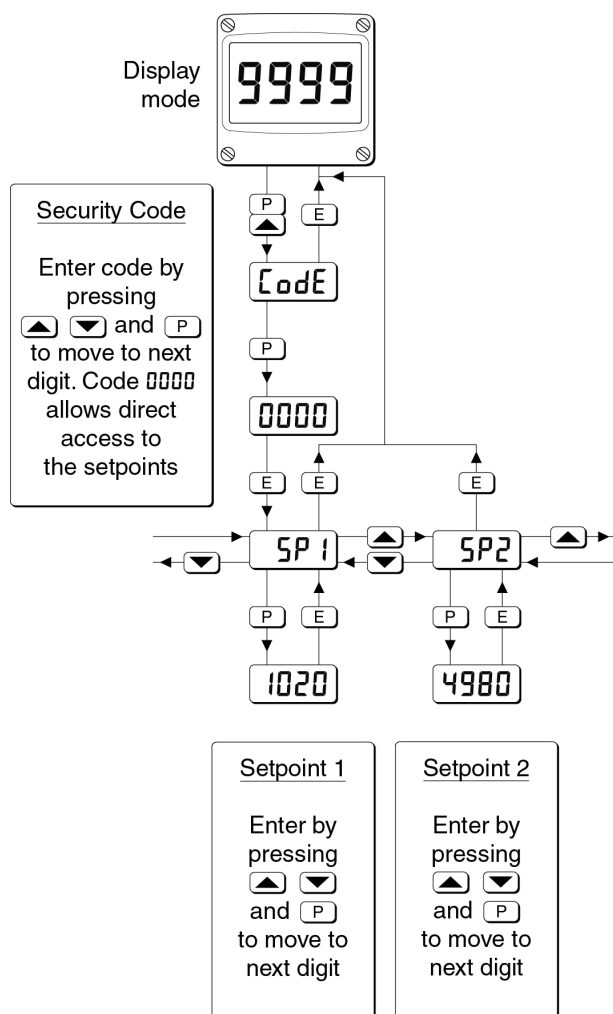 Display
mode
9999
Security Code
Enter code by
pressing
and P
to move to next
digit. Code 0000
allows direct
access to
the setpoints
P
E
CodE
P
0000
E
E
E
SP1
SP2
P
E
P
E
1020
4980
Setpoint 1
Enter by
pressing
and P
to move to
next digit
Setpoint 2
Enter by
pressing
and P
to move to
next digit